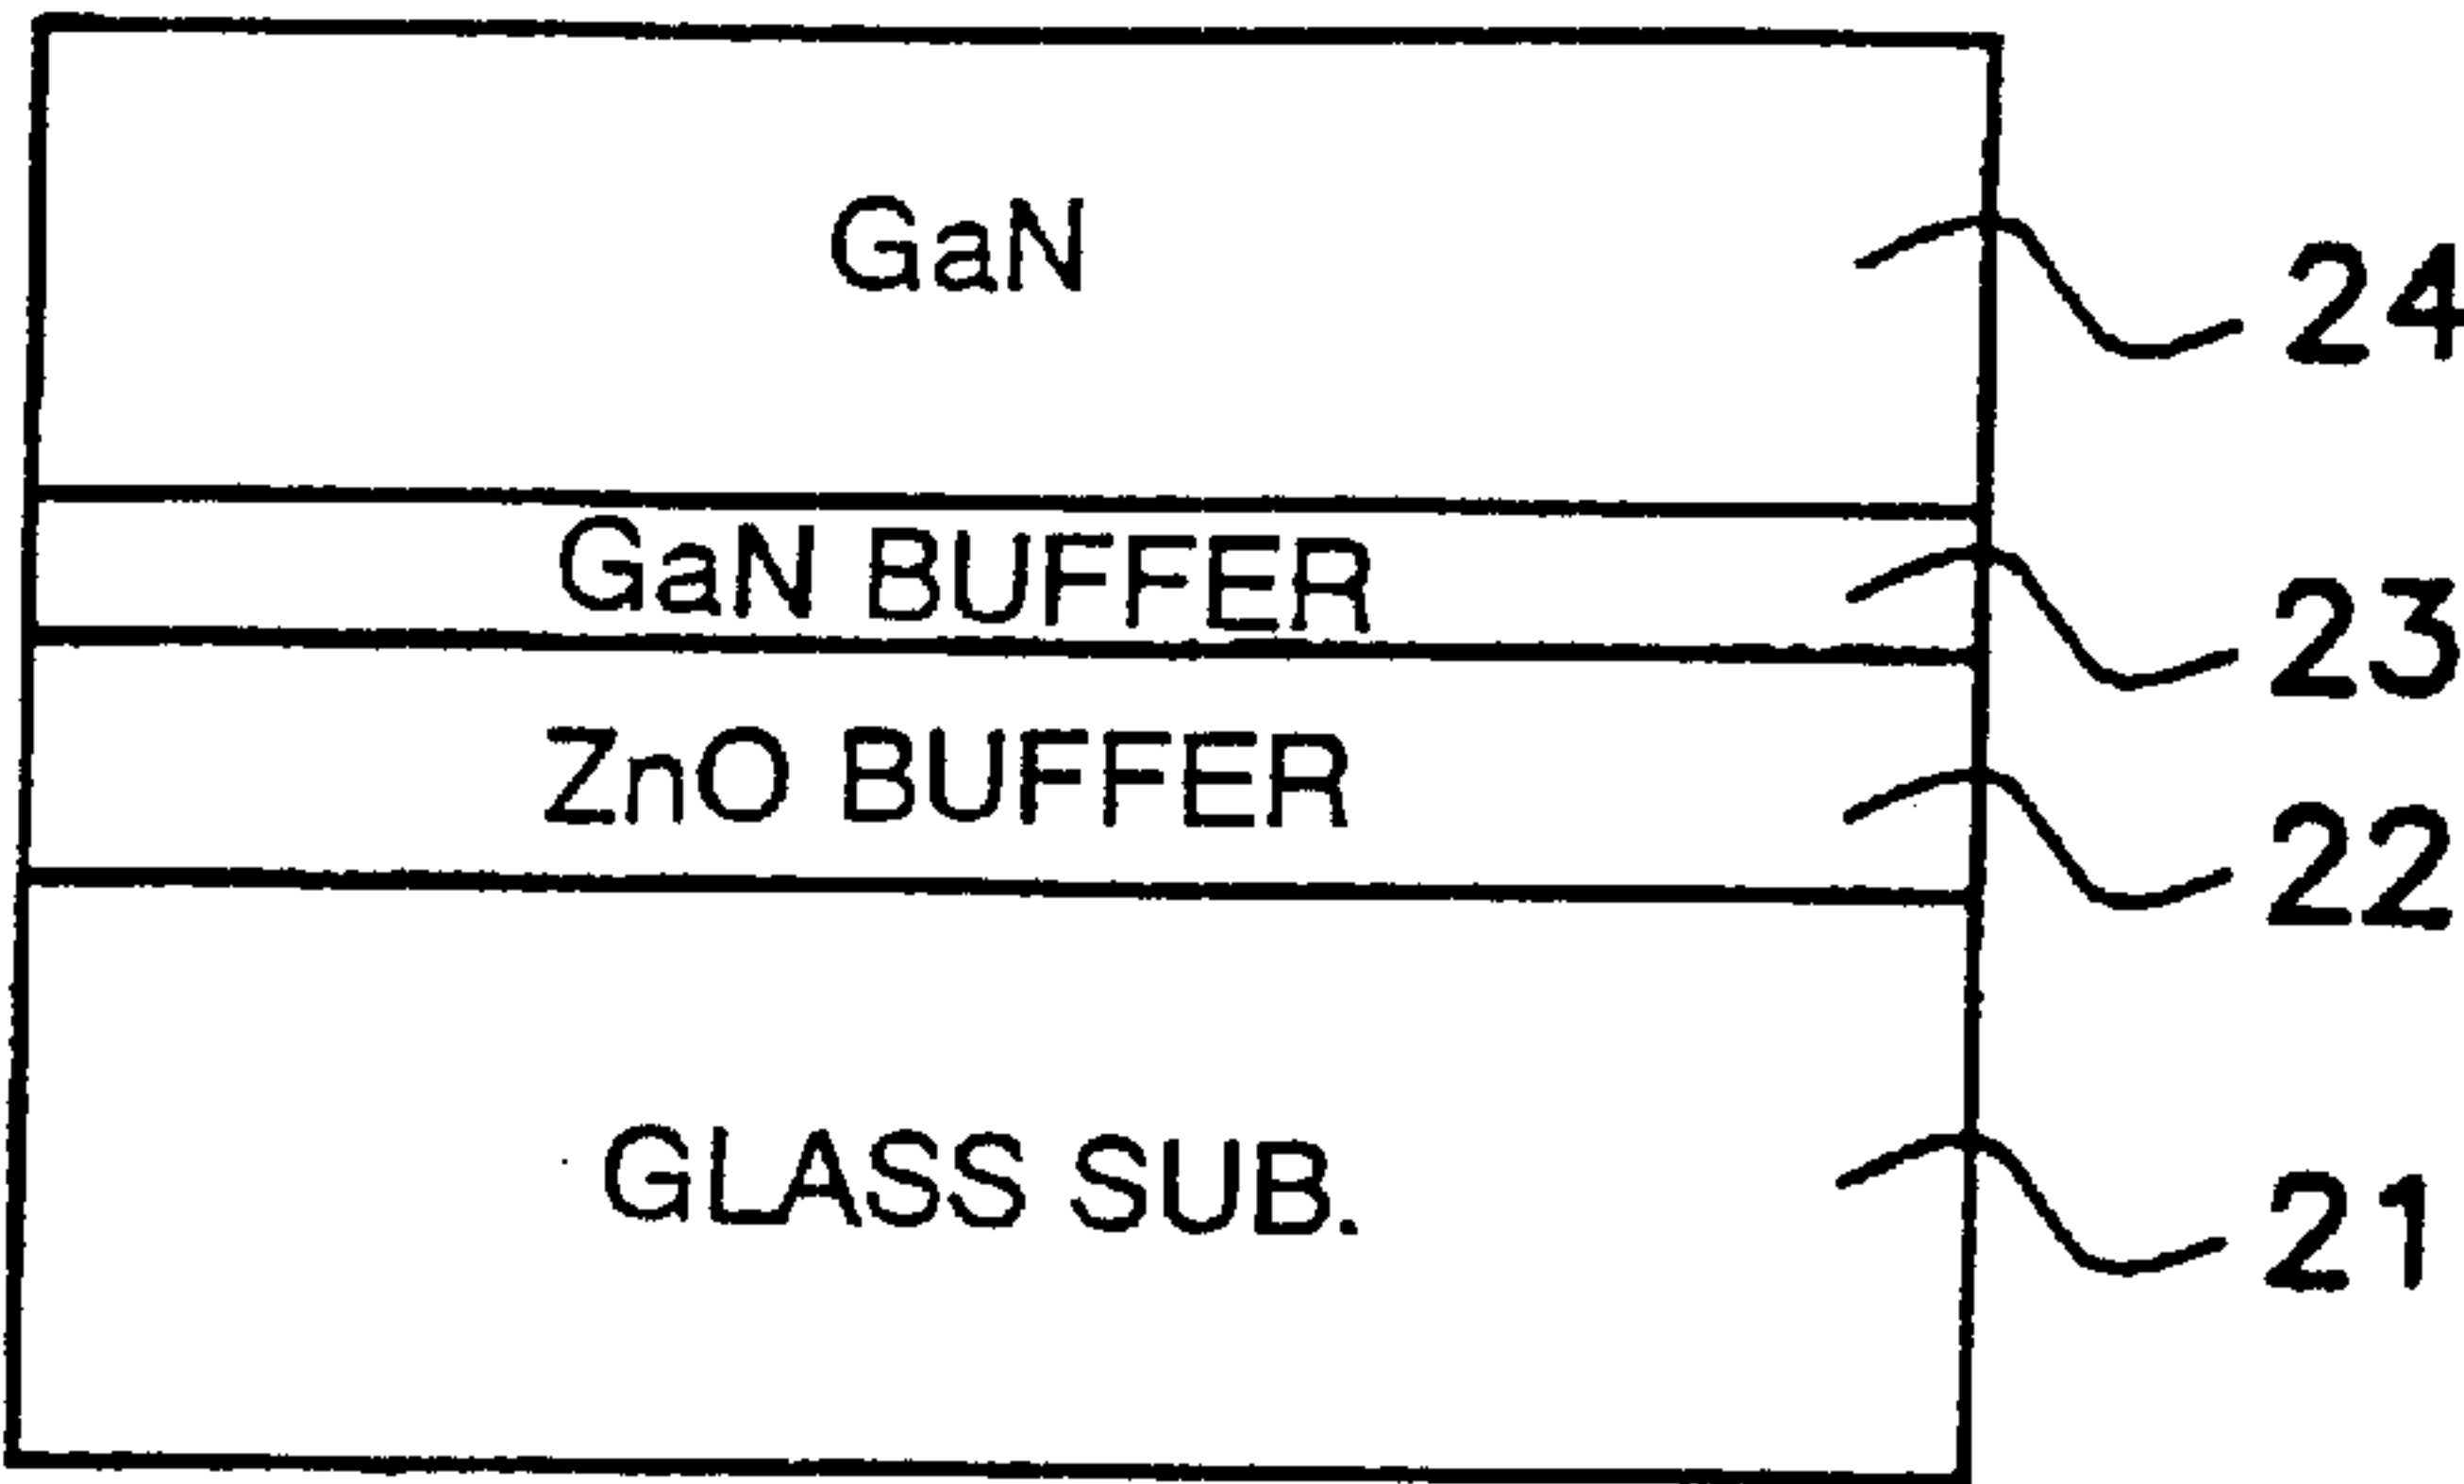 GaN
24
GaN BUFFER
23
ZnO BUFFER
22
GLASS SUB.
21